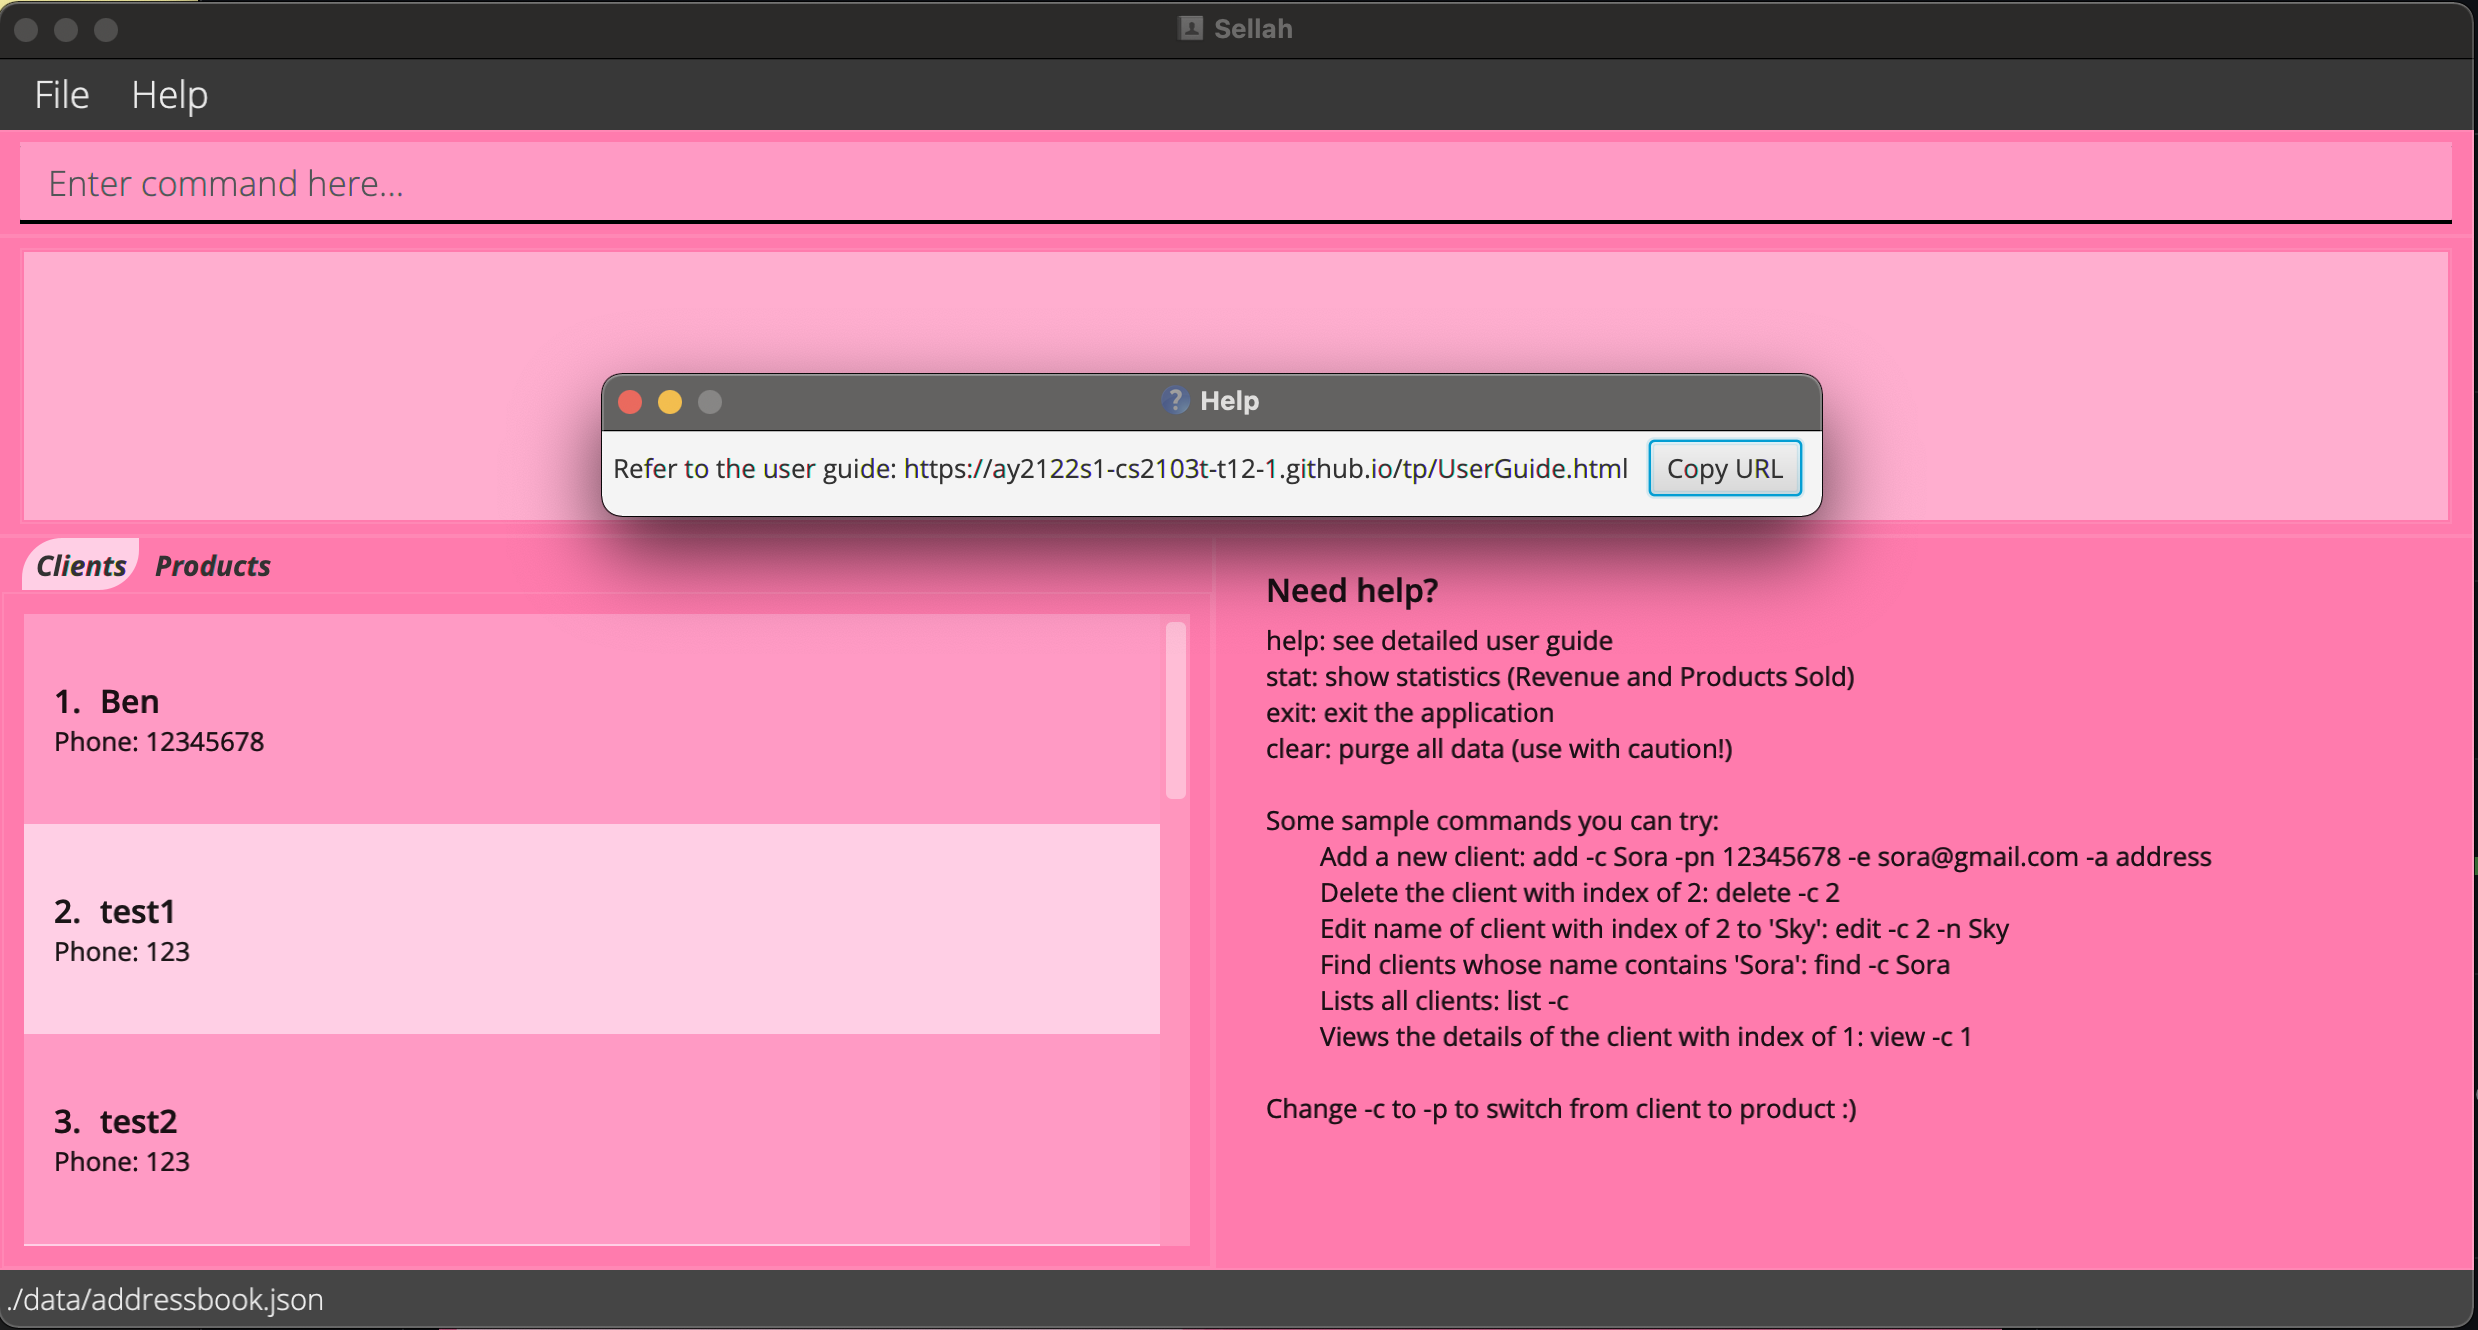 Sellah
File Help
Enter command here...
Help
Refer to the user guide: https://ay2122s1-cs2103t-t12-1.github.io/tp/UserGuide.html Copy URL
Clients Products
1. Ben
Phone: 12345678
2. test1
Phone: 123
3. test2
Phone: 123
Need help?
help: see detailed user guide
stat: show statistics (Revenue and Products Sold)
exit: exit the application
clear: purge all data (use with caution!)
Some sample commands you can try:
Add a new client: add -c Sora -pn 12345678 -e sora@gmail.com -a address
Delete the client with index of 2: delete -c 2
Edit name of client with index of 2 to 'Sky': edit -c 2 -n Sky
Find clients whose name contains 'Sora': find -c Sora
Lists all clients: list -c
Views the details of the client with index of 1: view -c 1
Change -c to -p to switch from client to product :)
./data/addressbook.json